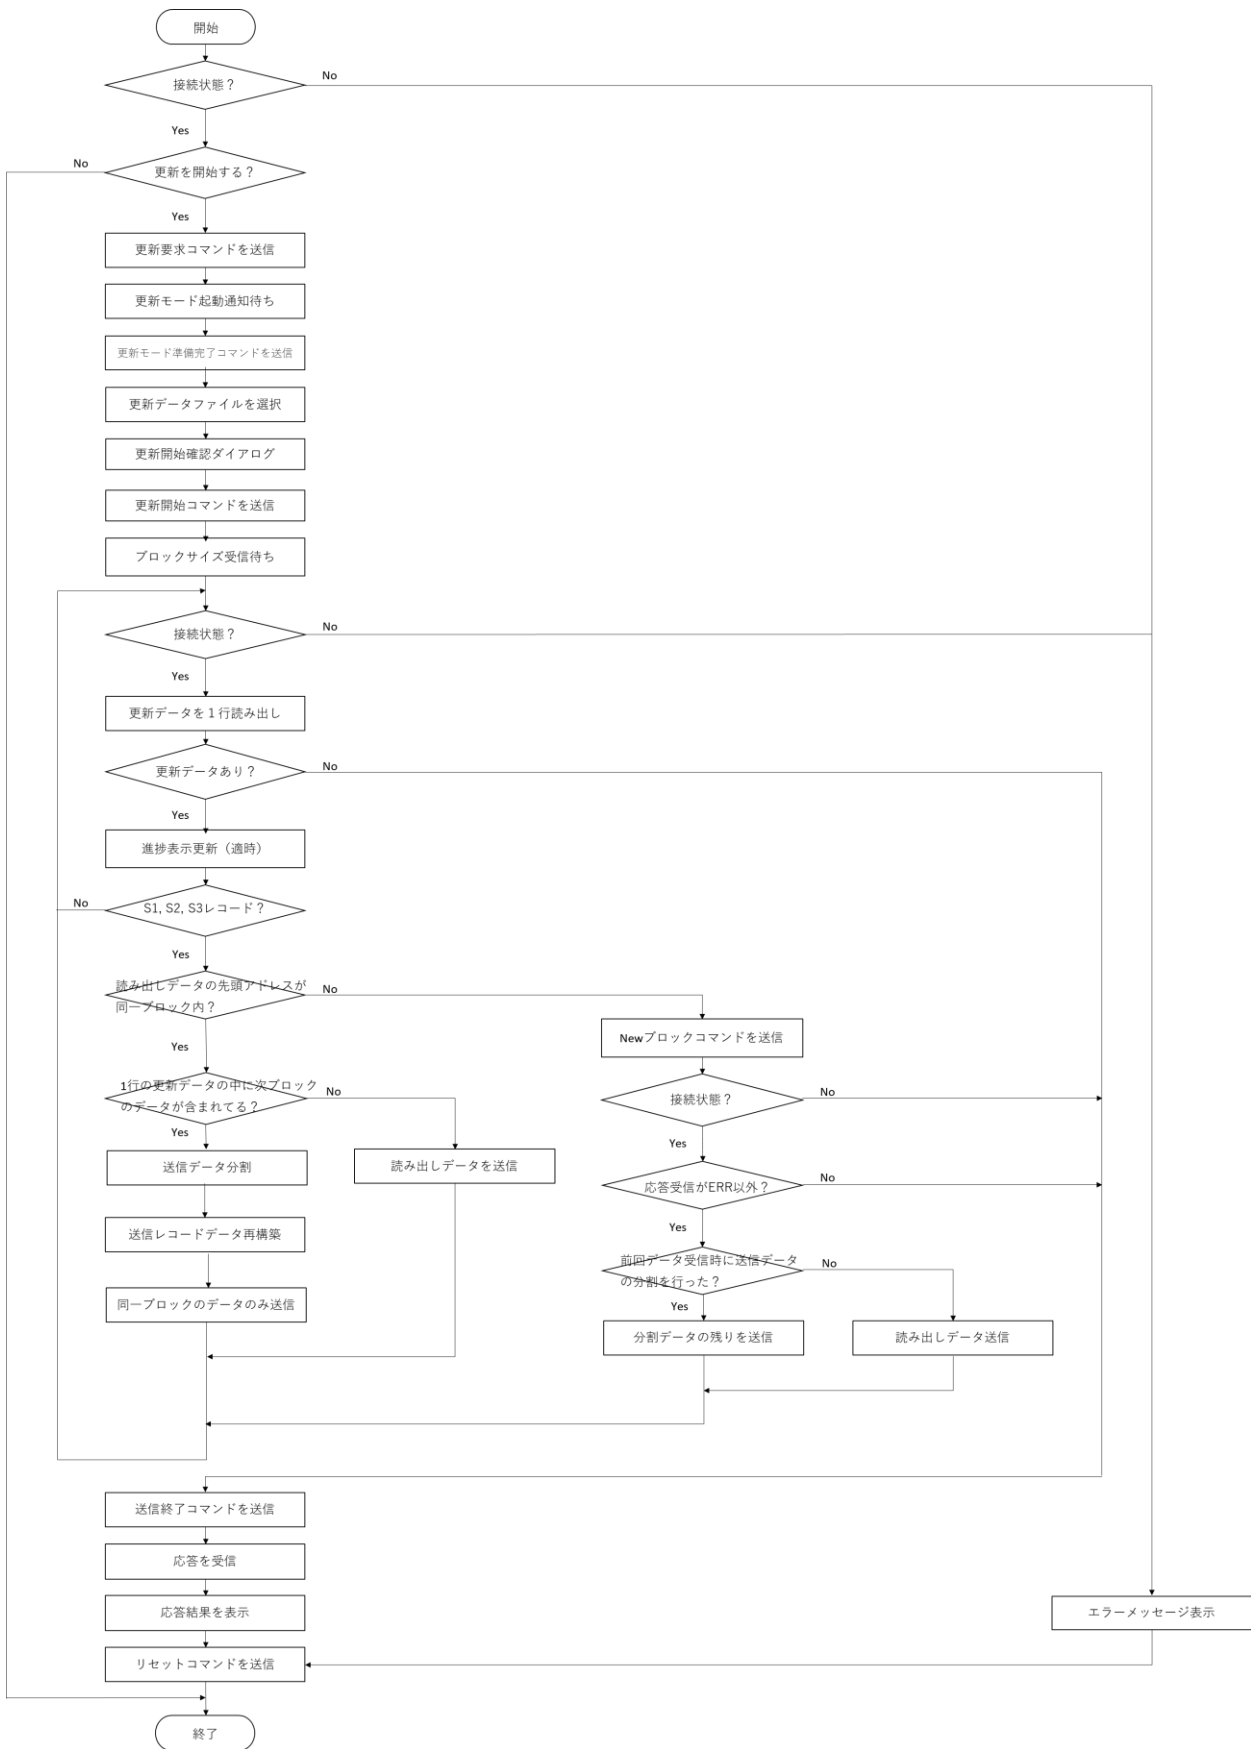 開始
接続状態？
No
Yes
No
更新を開始する？
Yes
更新要求コマンドを送信
更新モード起動通知待ち
更新モード準備完了コマンドを送信
更新データファイルを選択
更新開始確認ダイアログ
更新開始コマンドを送信
ブロックサイズ受信待ち
接続状態？
No
Yes
更新データを１行読み出し
更新データあり？
No
Yes
進捗表示更新（適時）
No
S1, S2, S3レコード？
Yes
読み出しデータの先頭アドレスが
同一ブロック内？
No
Yes
Newブロックコマンドを送信
1行の更新データの中に次ブロック
のデータが含まれてる？
No
Yes
接続状態？
No
Yes
送信データ分割
読み出しデータを送信
応答受信がERR以外？
No
Yes
送信レコードデータ再構築
前回データ受信時に送信データ
の分割を行った？
No
Yes
同一ブロックのデータのみ送信
分割データの残りを送信
読み出しデータ送信
送信終了コマンドを送信
応答を受信
応答結果を表示
エラーメッセージ表示
リセットコマンドを送信
終了